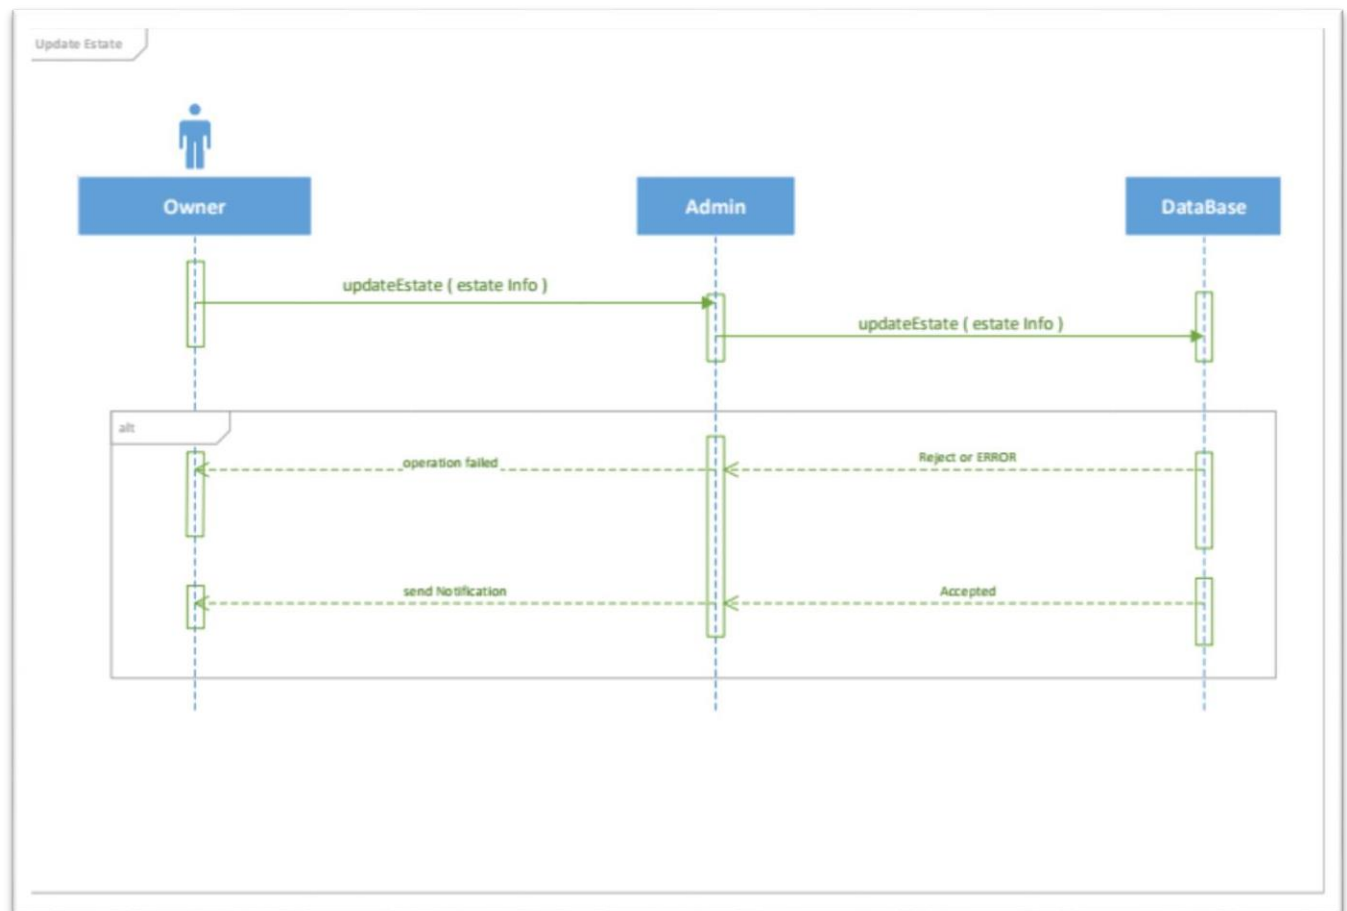 Update Estate
Owner
Admin
DataBase
updateEstate ( estate Info )
updateEstate ( estate Info )
alt
operation failed
Reject or ERROR
send Notification
Accepted